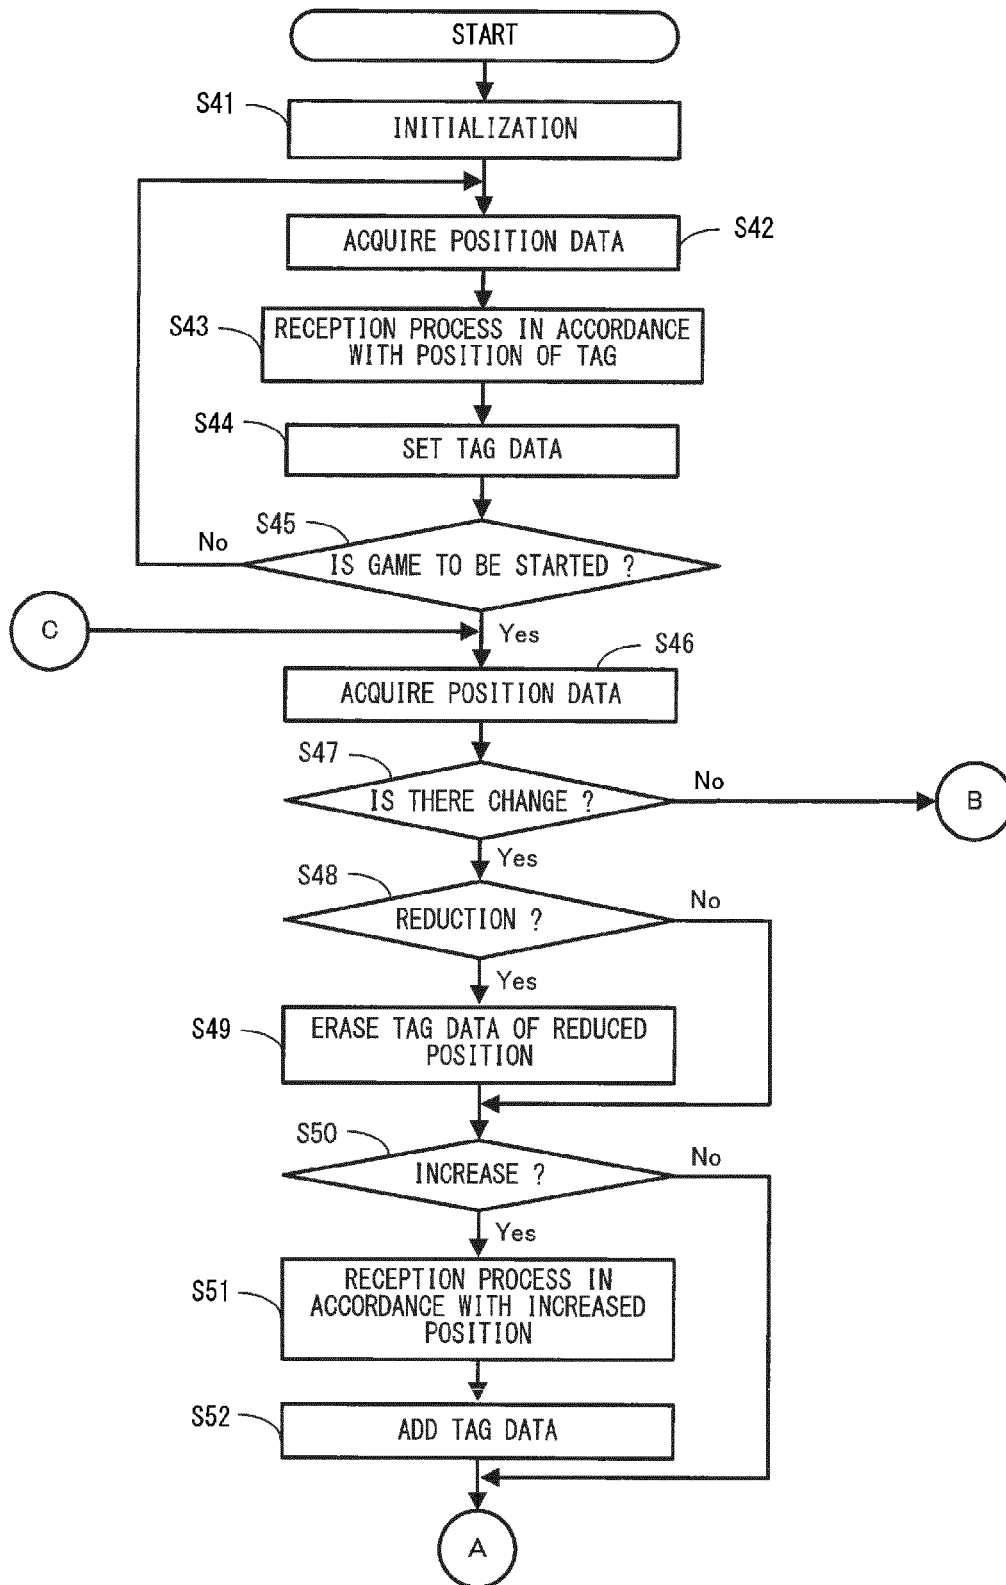 START
S41
INITIALIZATION
ACQUIRE POSITION DATA
S42
S43
RECEPTION PROCESS IN ACCORDANCE
WITH POSITION OF TAG
S44
SET TAG DATA
S45
No
IS GAME TO BE STARTED ?
C
Yes
S46
ACQUIRE POSITION DATA
S47
No
IS THERE CHANGE ?
B
Yes
S48
No
REDUCTION ?
Yes
S49
ERASE TAG DATA OF REDUCED
POSITION
S50
No
INCREASE ?
Yes
S51
RECEPTION PROCESS IN
ACCORDANCE WITH INCREASED
POSITION
S52
ADD TAG DATA
A